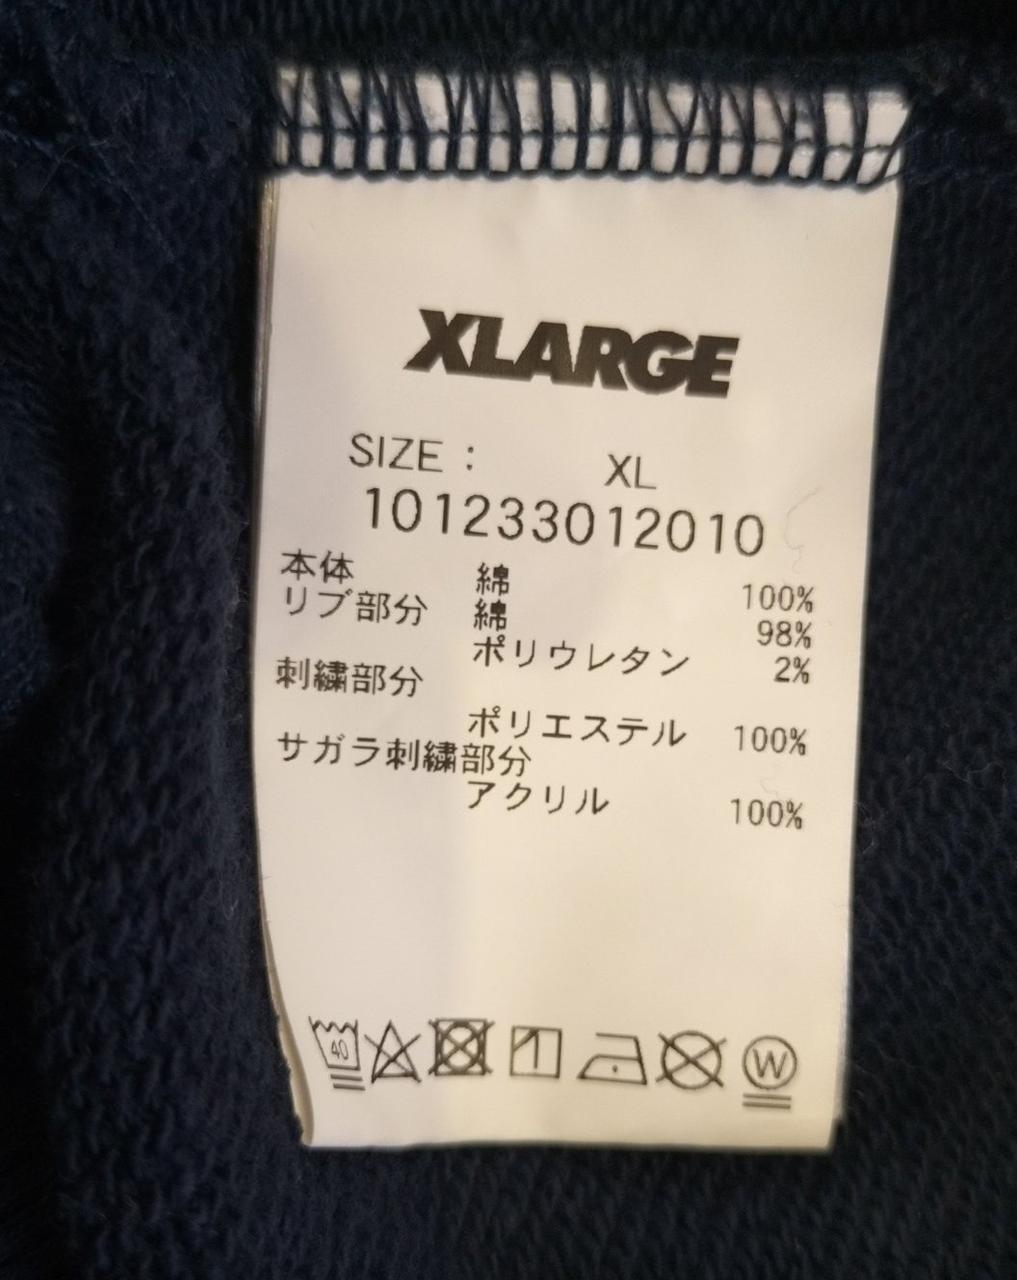 XLARGE
SIZE : XL
101233012010
本体 綿 100%
リブ部分 綿 98%
ポリウレタン 2%
刺繍部分
ポリエステル 100%
サガラ刺繍部分
アクリル 100%
40
W